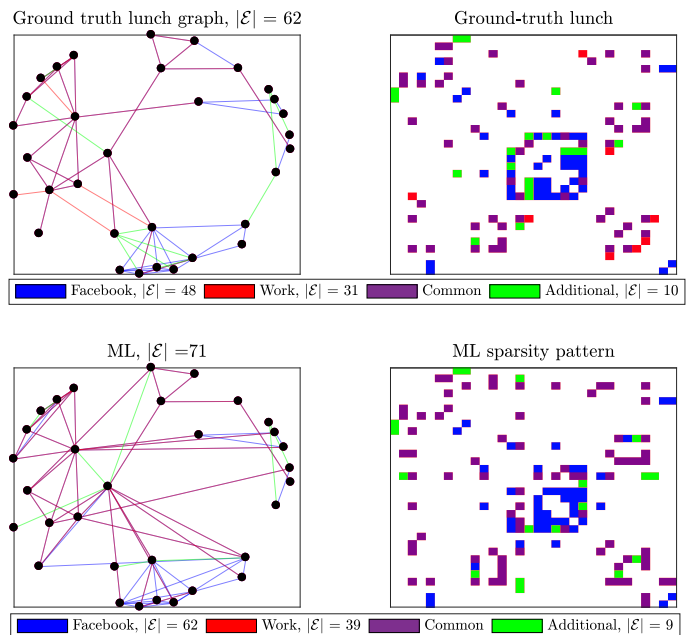 Ground truth lunch graph, |ℰ| = 62
Ground-truth lunch
Facebook, |ℰ| = 48 Work, |ℰ| = 31 Common Additional, |ℰ| = 10
ML, |ℰ| =71
ML sparsity pattern
Facebook, |ℰ| = 62 Work, |ℰ| = 39 Common Additional, |ℰ| = 9